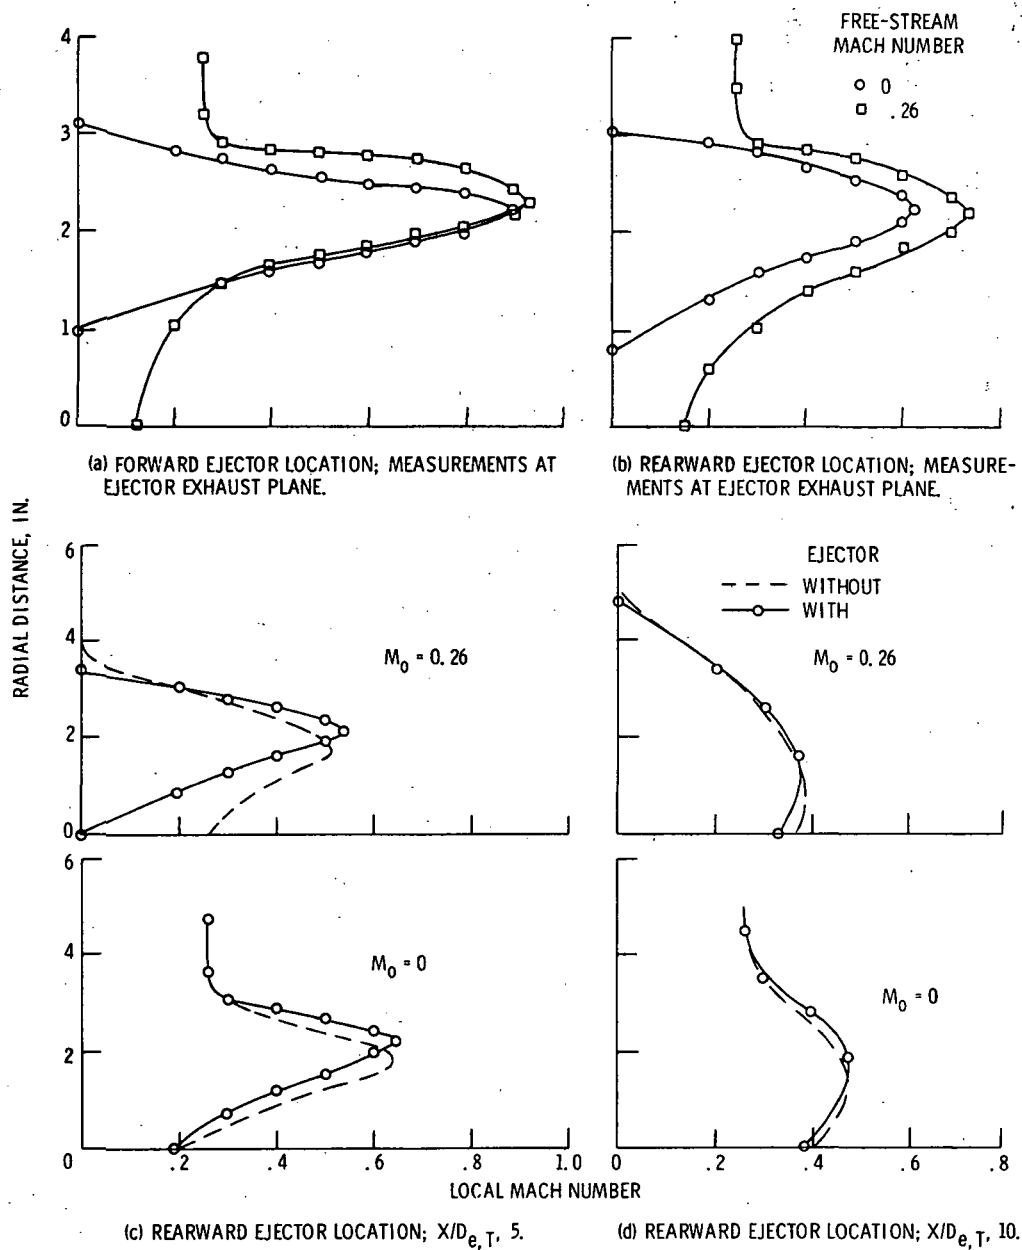 FREE-STREAM
MACH NUMBER
0
.26
4
3
2
1
0
(a) FORWARD EJECTOR LOCATION; MEASUREMENTS AT
EJECTOR EXHAUST PLANE.
(b) REARWARD EJECTOR LOCATION; MEASURE-
MENTS AT EJECTOR EXHAUST PLANE.
RADIAL DISTANCE, IN.
6
4
2
0
M0 = 0.26
EJECTOR
WITHOUT
WITH
M0 = 0.26
6
4
2
0
M0 = 0
M0 = 0
.2 .4 .6 .8 1.0
0 .2 .4 .6 .8
LOCAL MACH NUMBER
(c) REARWARD EJECTOR LOCATION; X/De,T, 5.
(d) REARWARD EJECTOR LOCATION; X/De,T, 10.